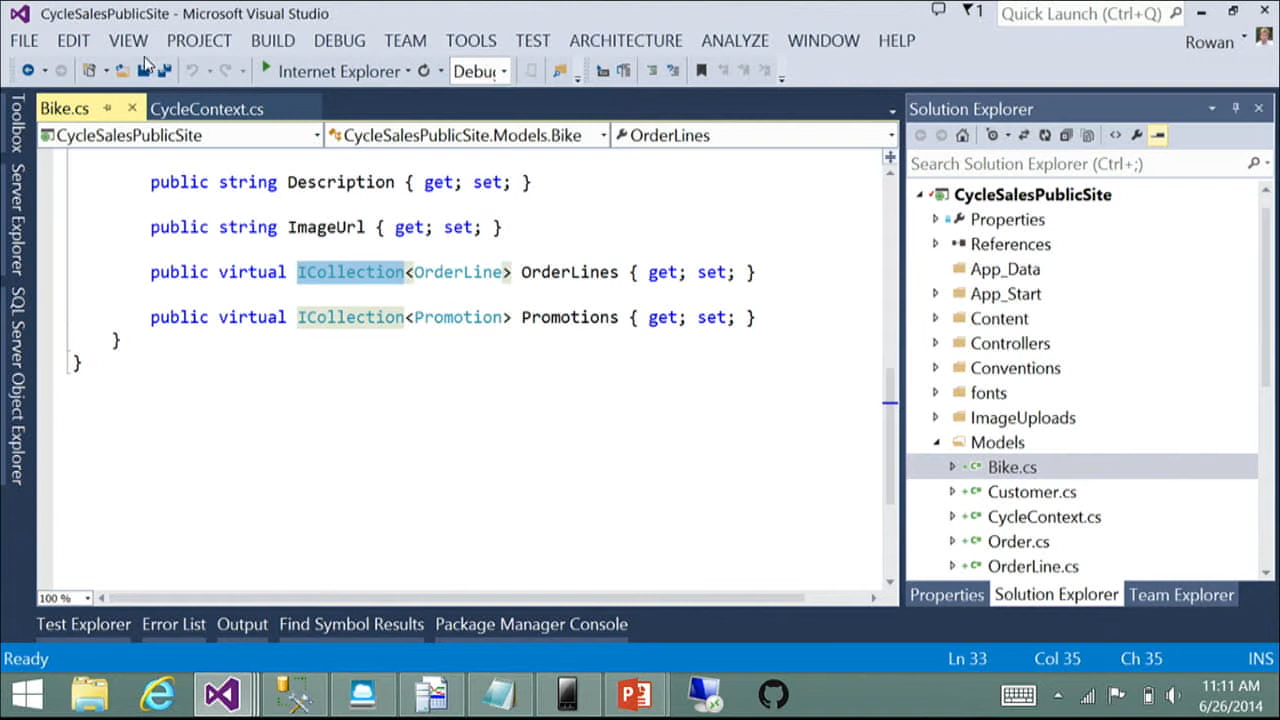 CycleSalesPublicSite - Microsoft Visual Studio
1
Quick Launch (Ctrl+Q)
FILE EDIT VIEW PROJECT BUILD DEBUG TEAM TOOLS TEST ARCHITECTURE ANALYZE WINDOW HELP
Rowan
Internet Explorer
Debug
Bike.cs
CycleContext.cs
CycleSalesPublicSite
CycleSalesPublicSite.Models.Bike
OrderLines
public string Description { get; set; }
public string ImageUrl { get; set; }
public virtual ICollection<OrderLine> OrderLines { get; set; }
public virtual ICollection<Promotion> Promotions { get; set; }
}
}
100 %
Toolbox
Server Explorer
SQL Server Object Explorer
Solution Explorer
Search Solution Explorer (Ctrl+;)
CycleSalesPublicSite
Properties
References
App_Data
App_Start
Content
Controllers
Conventions
fonts
ImageUploads
Models
C# Bike.cs
C# Customer.cs
C# CycleContext.cs
C# Order.cs
C# OrderLine.cs
Properties Solution Explorer Team Explorer
Test Explorer Error List Output Find Symbol Results Package Manager Console
Ready
Ln 33
Col 35
Ch 35
INS
11:11 AM
6/26/2014